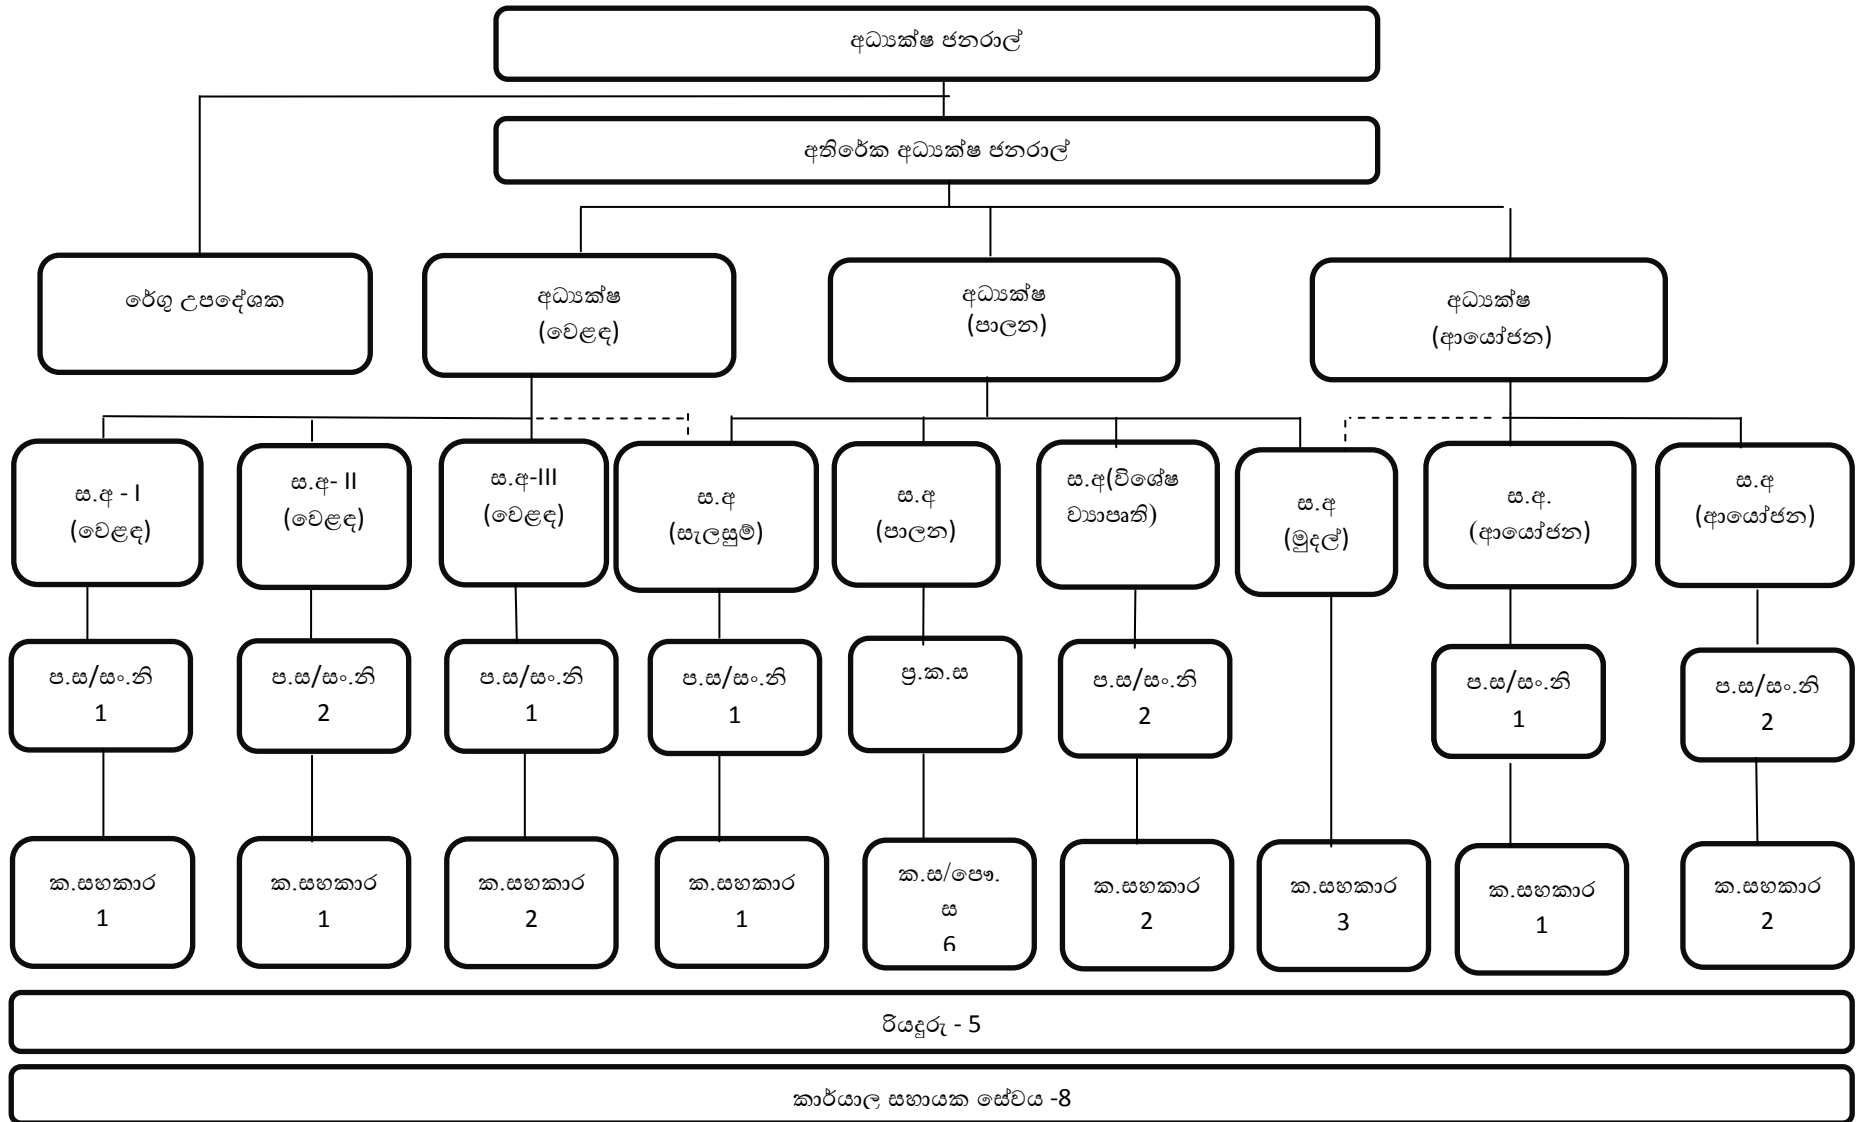 අධ්‍යක්ෂ ජනරාල්
අතිරේක අධ්‍යක්ෂ ජනරාල්
රේගු උපදේශක
අධ්‍යක්ෂ
(වෙළඳ)
අධ්‍යක්ෂ
(පාලන)
අධ්‍යක්ෂ
(ආයෝජන)
ස.අ - I
(වෙළඳ)
ස.අ- II
(වෙළඳ)
ස.අ-III
(වෙළඳ)
ස.අ
(සැලසුම්)
ස.අ
(පාලන)
ස.අ(විශේෂ
ව්‍යාපෘති)
ස.අ
(මුදල්)
ස.අ.
(ආයෝජන)
ස.අ
(ආයෝජන)
ප.ස/සං.නි
1
ප.ස/සං.නි
2
ප.ස/සං.නි
1
ප.ස/සං.නි
1
ප්‍ර.ක.ස
ප.ස/සං.නි
2
ප.ස/සං.නි
1
ප.ස/සං.නි
2
ක.සහකාර
1
ක.සහකාර
1
ක.සහකාර
2
ක.සහකාර
1
ක.ස/පෞ.
ස
6
ක.සහකාර
2
ක.සහකාර
3
ක.සහකාර
1
ක.සහකාර
2
රියදුරු - 5
කාර්යාල සහායක සේවය -8